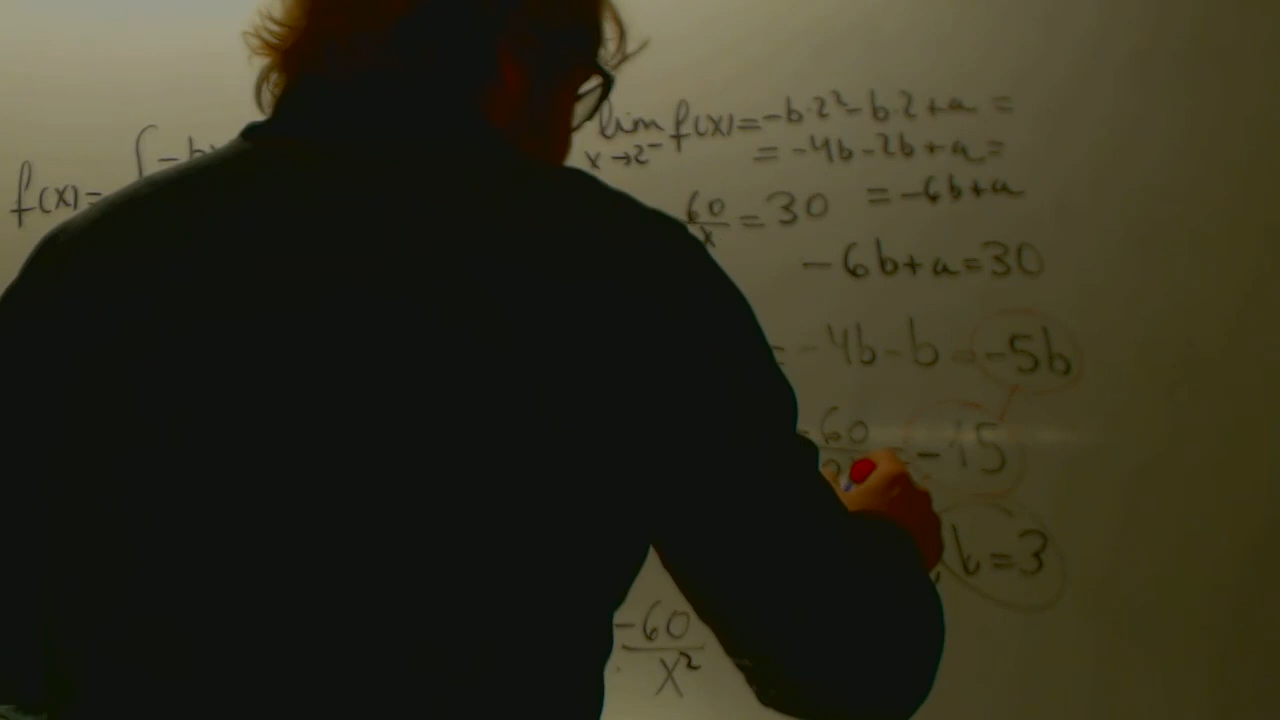 lim f(x) = -b·2² - b·2 + a =
x→2⁻
= -4b - 2b + a =
= -6b + a
f(x) =
60/x = 30
-6b + a = 30
= -4b - b = -5b
-60
-15
b = 3
-60/x²